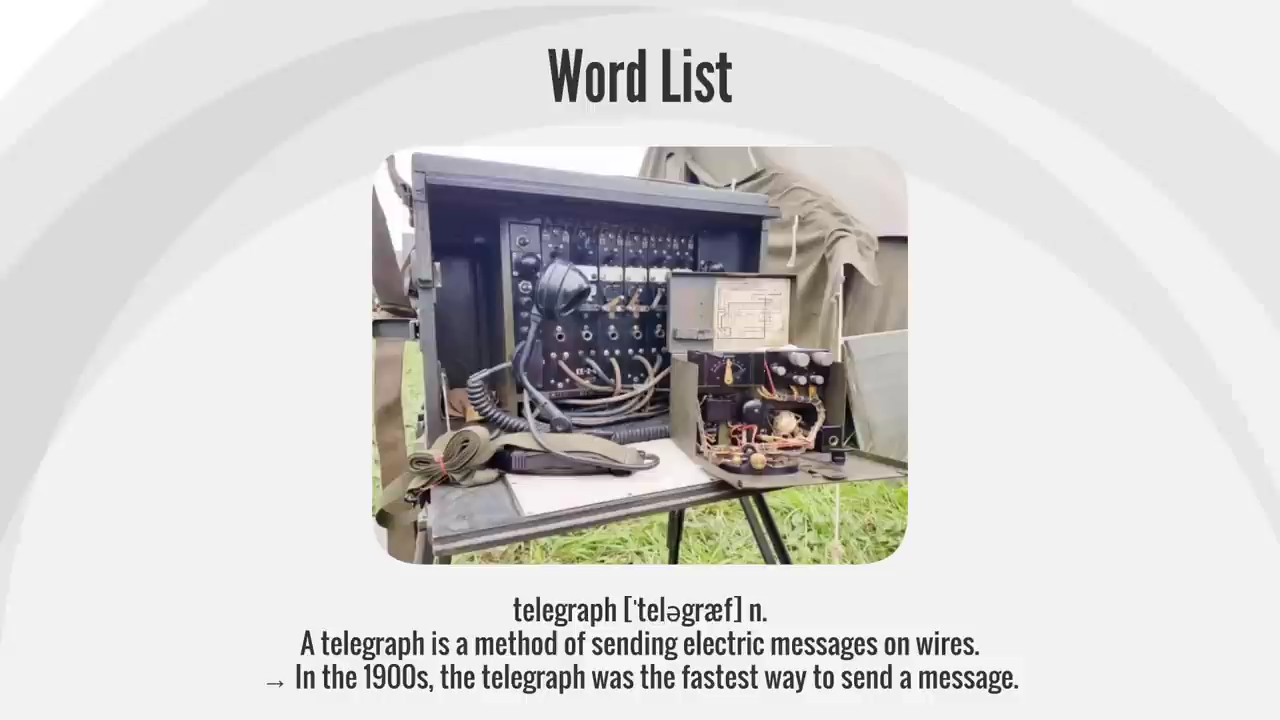 Word List
telegraph [ˈteləgræf] n.
A telegraph is a method of sending electric messages on wires.
→ In the 1900s, the telegraph was the fastest way to send a message.